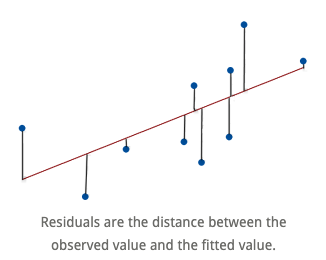 Residuals are the distance between the
observed value and the fitted value.